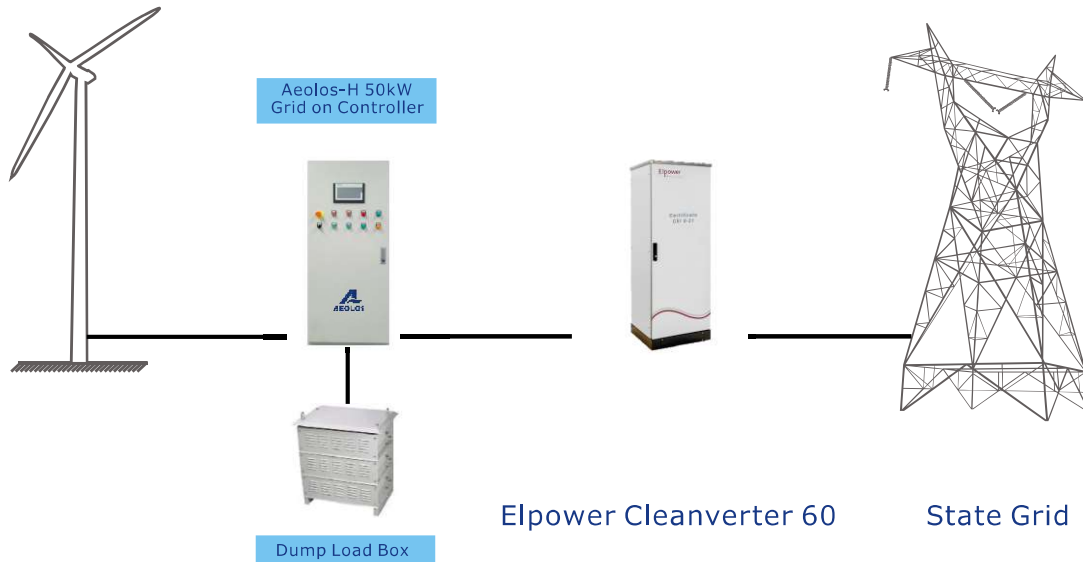 Aeolos-H 50kW
Grid on Controller
Elpower
AEOLOS
Elpower Cleanverter 60
State Grid
Dump Load Box